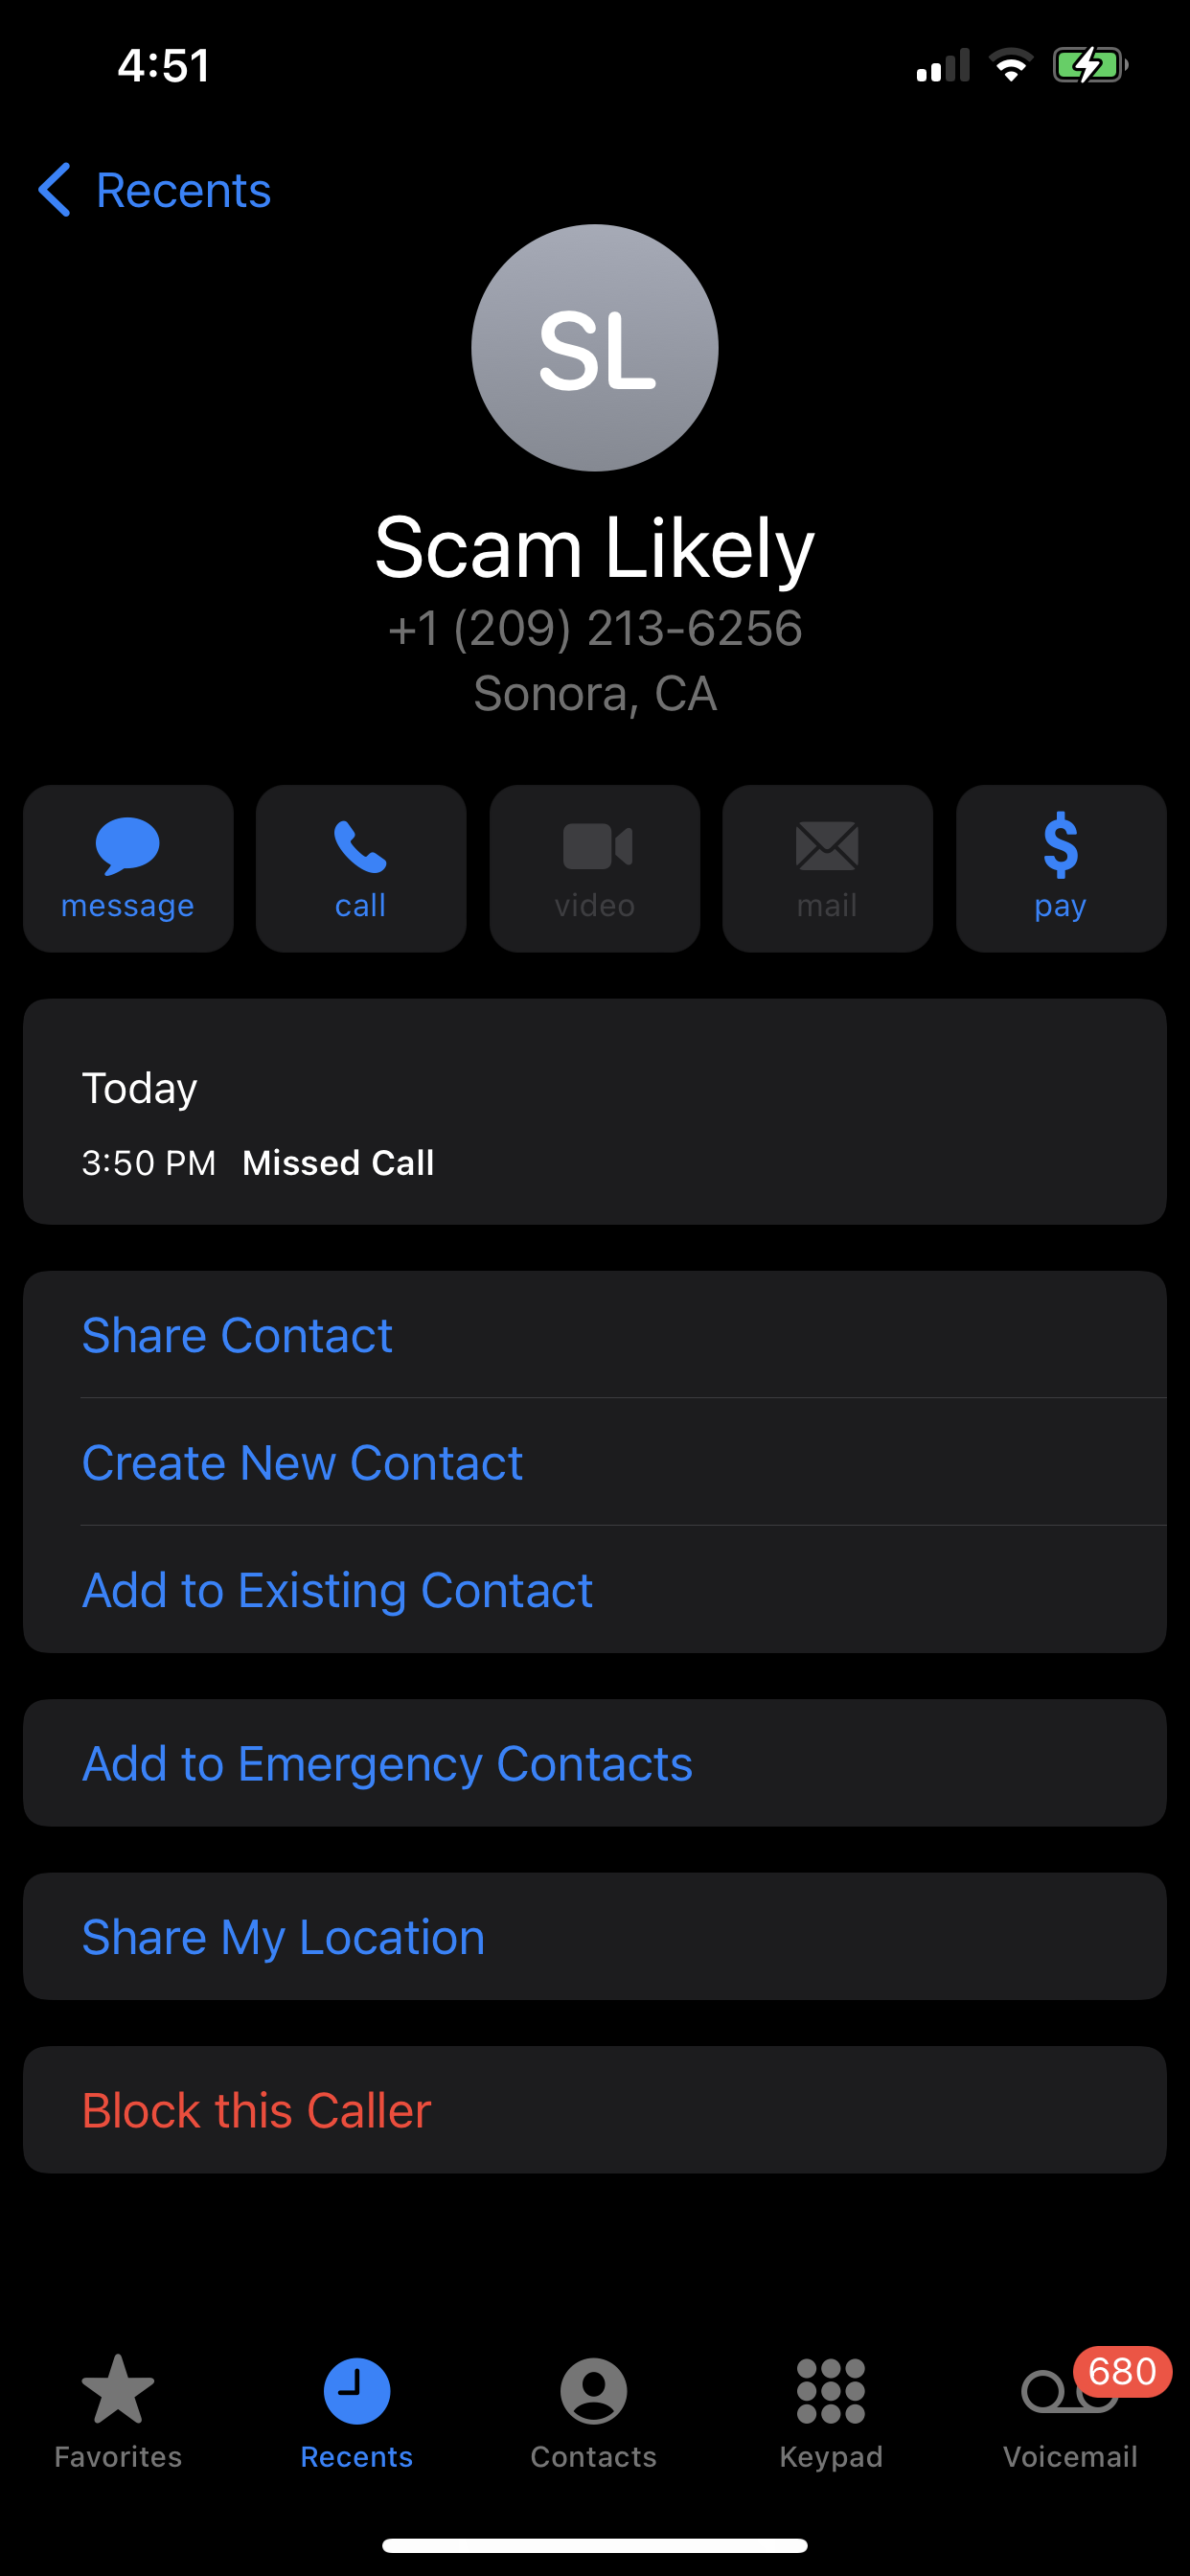 4:51
Recents
SL
Scam Likely
+1 (209) 213-6256
Sonora, CA
message call video mail pay
Today
3:50 PM Missed Call
Share Contact
Create New Contact
Add to Existing Contact
Add to Emergency Contacts
Share My Location
Block this Caller
680
Favorites Recents Contacts Keypad Voicemail